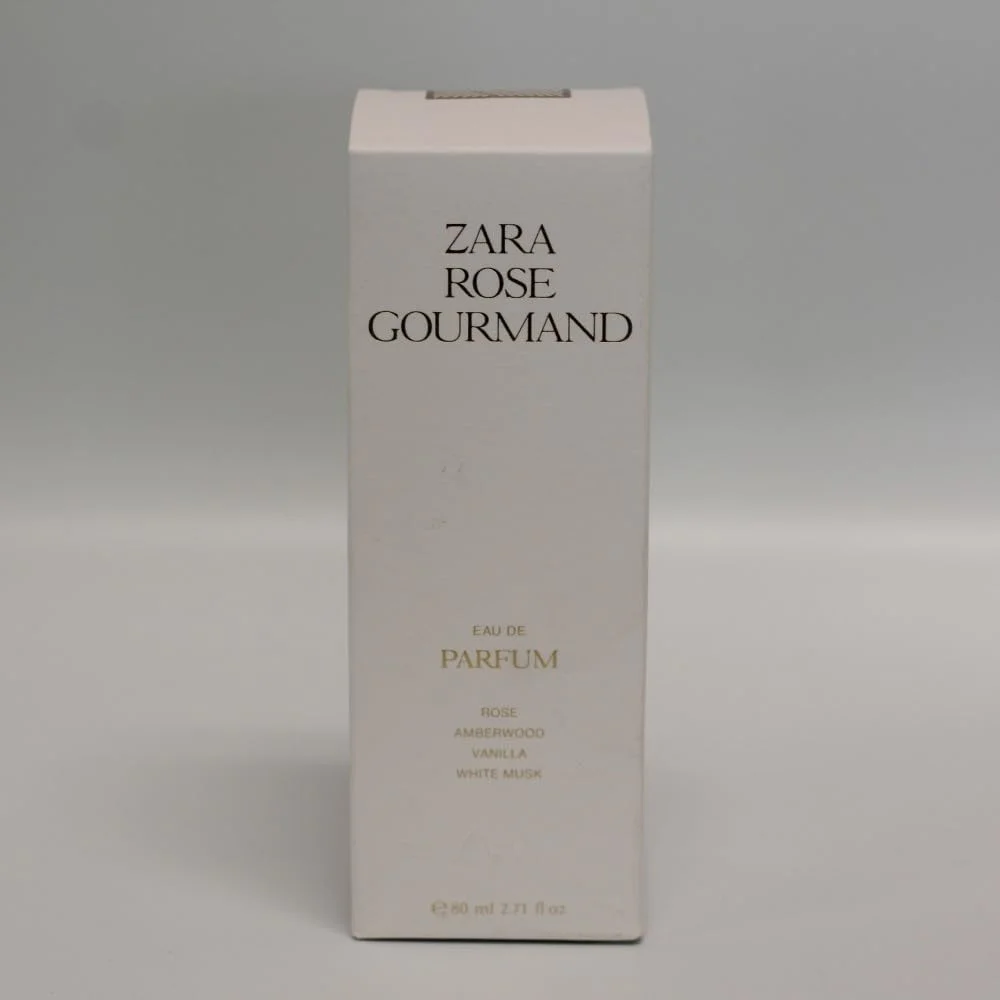 ZARA
ROSE
GOURMAND
EAU DE
PARFUM
ROSE
AMBERWOOD
VANILLA
WHITE MUSK
℮ 80 ml 2.71 fl oz